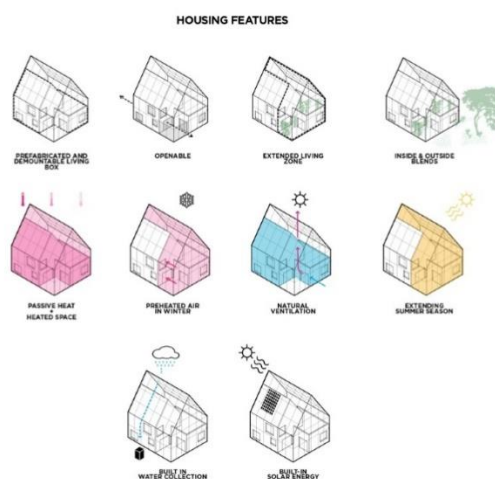 HOUSING FEATURES
PREFABRICATED AND
DEMOUNTABLE LIVING
BOX
OPENABLE
EXTENDED LIVING
ZONE
INSIDE & OUTSIDE
BLENDS
PASSIVE HEAT
+
HEATED SPACE
PREHEATED AIR
IN WINTER
NATURAL
VENTILATION
EXTENDING
SUMMER SEASON
BUILT IN
WATER COLLECTION
BUILT-IN
SOLAR ENERGY